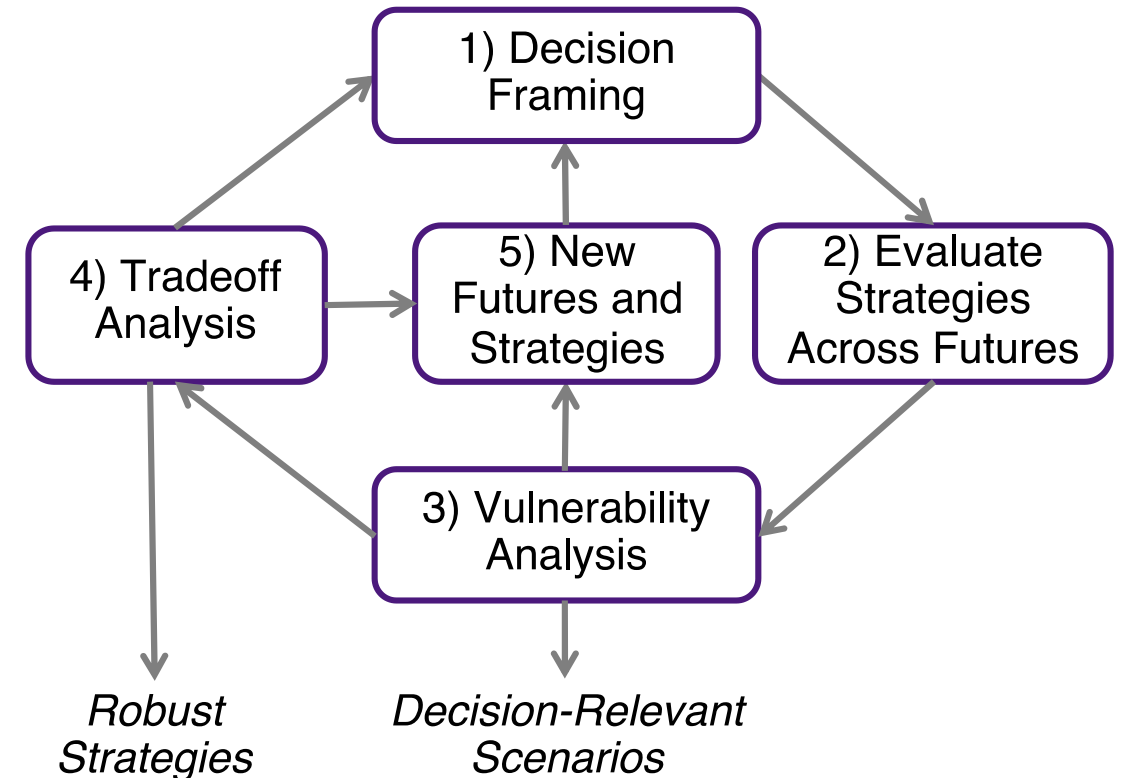 1) Decision
Framing
4) Tradeoff
Analysis
5) New
Futures and
Strategies
2) Evaluate
Strategies
Across Futures
3) Vulnerability
Analysis
Robust
Strategies
Decision-Relevant
Scenarios